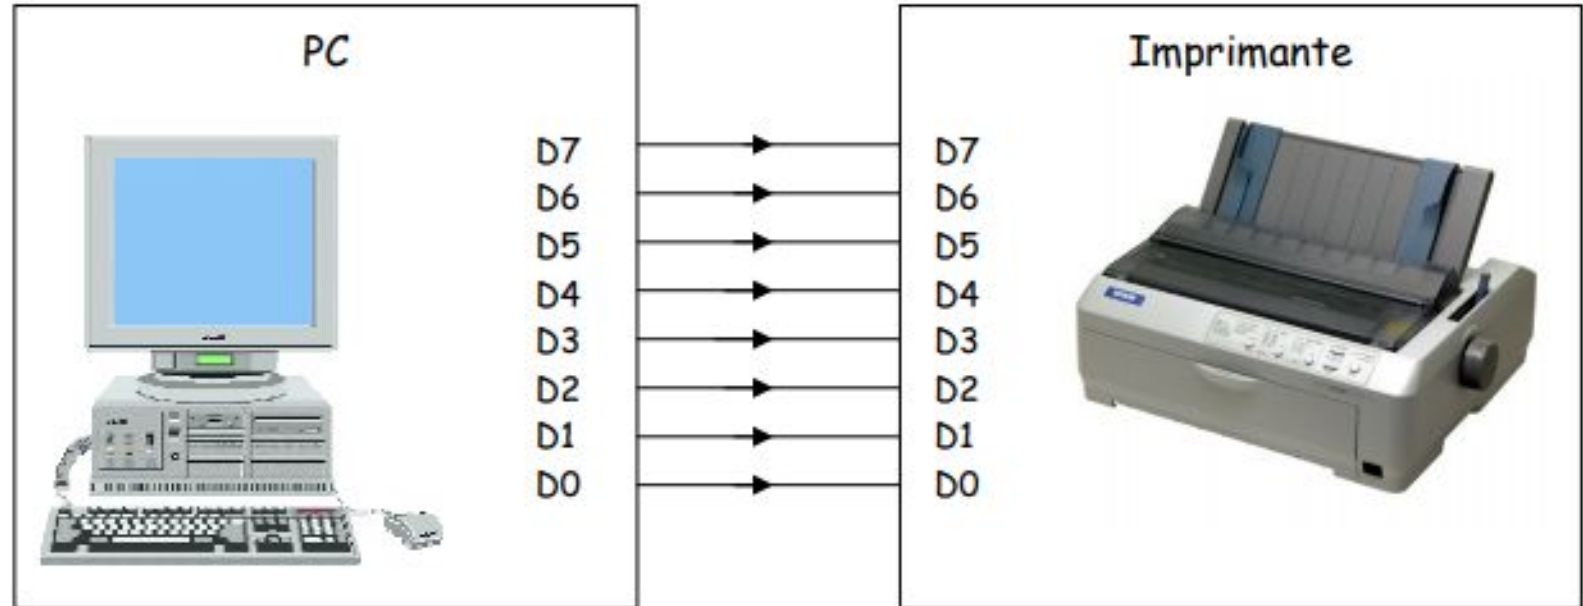 PC Imprimante
D7 D7
D6 D6
D5 D5
D4 D4
D3 D3
D2 D2
D1 D1
D0 D0